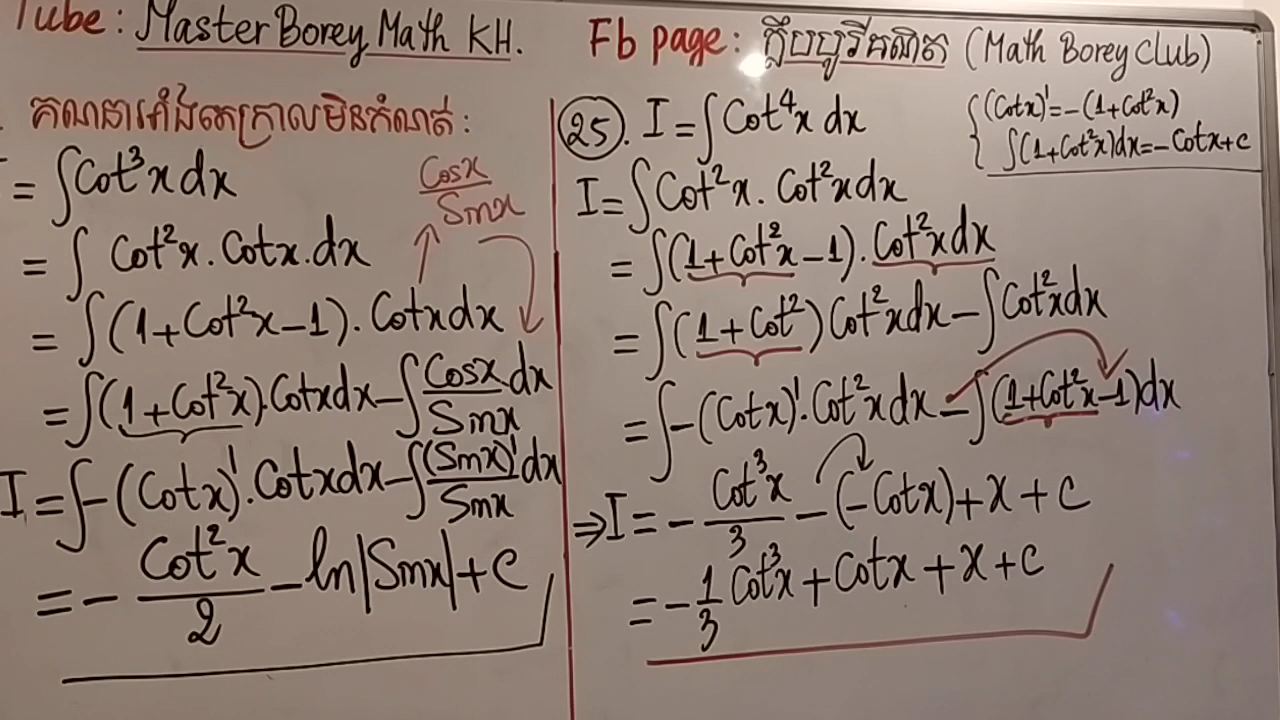 Tube: Master Borey Math KH.
Fb page: ក្លឹបបូរីគណិត (Math Borey Club)
គណនាអាំងតេក្រាលមិនកំណត់:
= ∫Cot³x dx
= ∫ Cot²x . Cotx . dx
= ∫(1+Cot²x−1) . Cotx dx
= ∫(1+Cot²x).Cotx dx − ∫ Cosx/Sinx dx
I = ∫−(Cotx)'.Cotx dx − ∫ (Sinx)'/Sinx dx
= − Cot²x/2 − ln|Sinx| + c
Cosx/Sinx
25). I = ∫Cot⁴x dx
(Cotx)' = −(1+Cot²x)
∫(1+Cot²x)dx = −Cotx + c
I = ∫Cot²x . Cot²x dx
= ∫(1+Cot²x −1) . Cot²x dx
= ∫(1+Cot²)Cot²x dx − ∫Cot²x dx
= ∫−(Cotx)' . Cot²x dx − ∫(1+Cot²x−1)dx
⇒ I = − Cot³x/3 − (−Cotx) + x + c
= − 1/3 Cot³x + Cotx + x + c